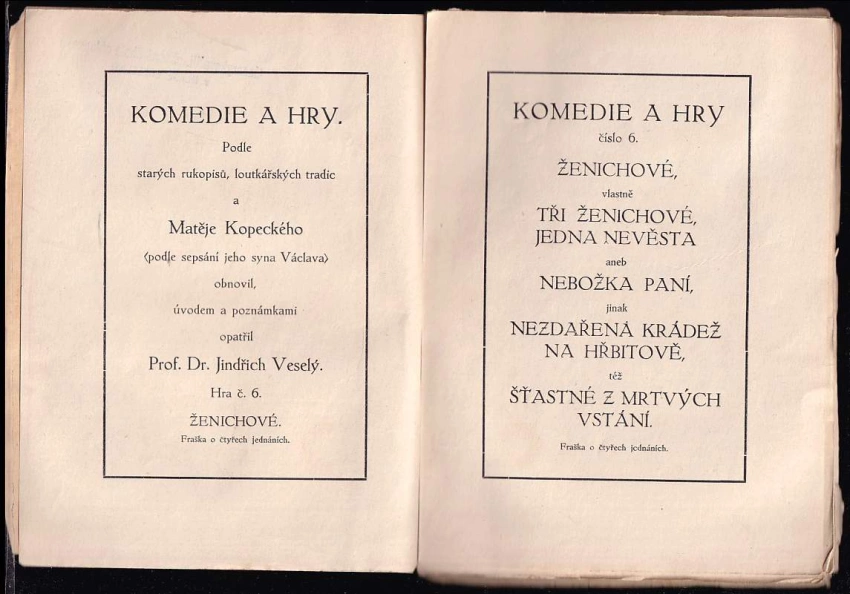 KOMEDIE A HRY.
Podle
starých rukopisů, loutkářských tradic
a
Matěje Kopeckého
(podle sepsání jeho syna Václava)
obnovil,
úvodem a poznámkami
opatřil
Prof. Dr. Jindřich Veselý.
Hra č. 6.
ŽENICHOVÉ.
Fraška o čtyřech jednáních.
KOMEDIE A HRY
číslo 6.
ŽENICHOVÉ,
vlastně
TŘI ŽENICHOVÉ,
JEDNA NEVĚSTA
aneb
NEBOŽKA PANÍ,
jinak
NEZDAŘENÁ KRÁDEŽ
NA HŘBITOVĚ,
též
ŠŤASTNÉ Z MRTVÝCH
VSTÁNÍ.
Fraška o čtyřech jednáních.